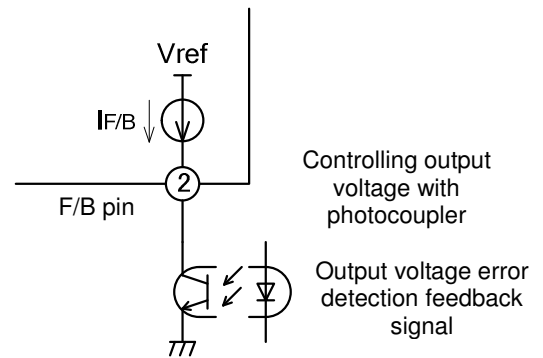 Vref
IF/B
2
F/B pin
Controlling output
voltage with
photocoupler
Output voltage error
detection feedback
signal